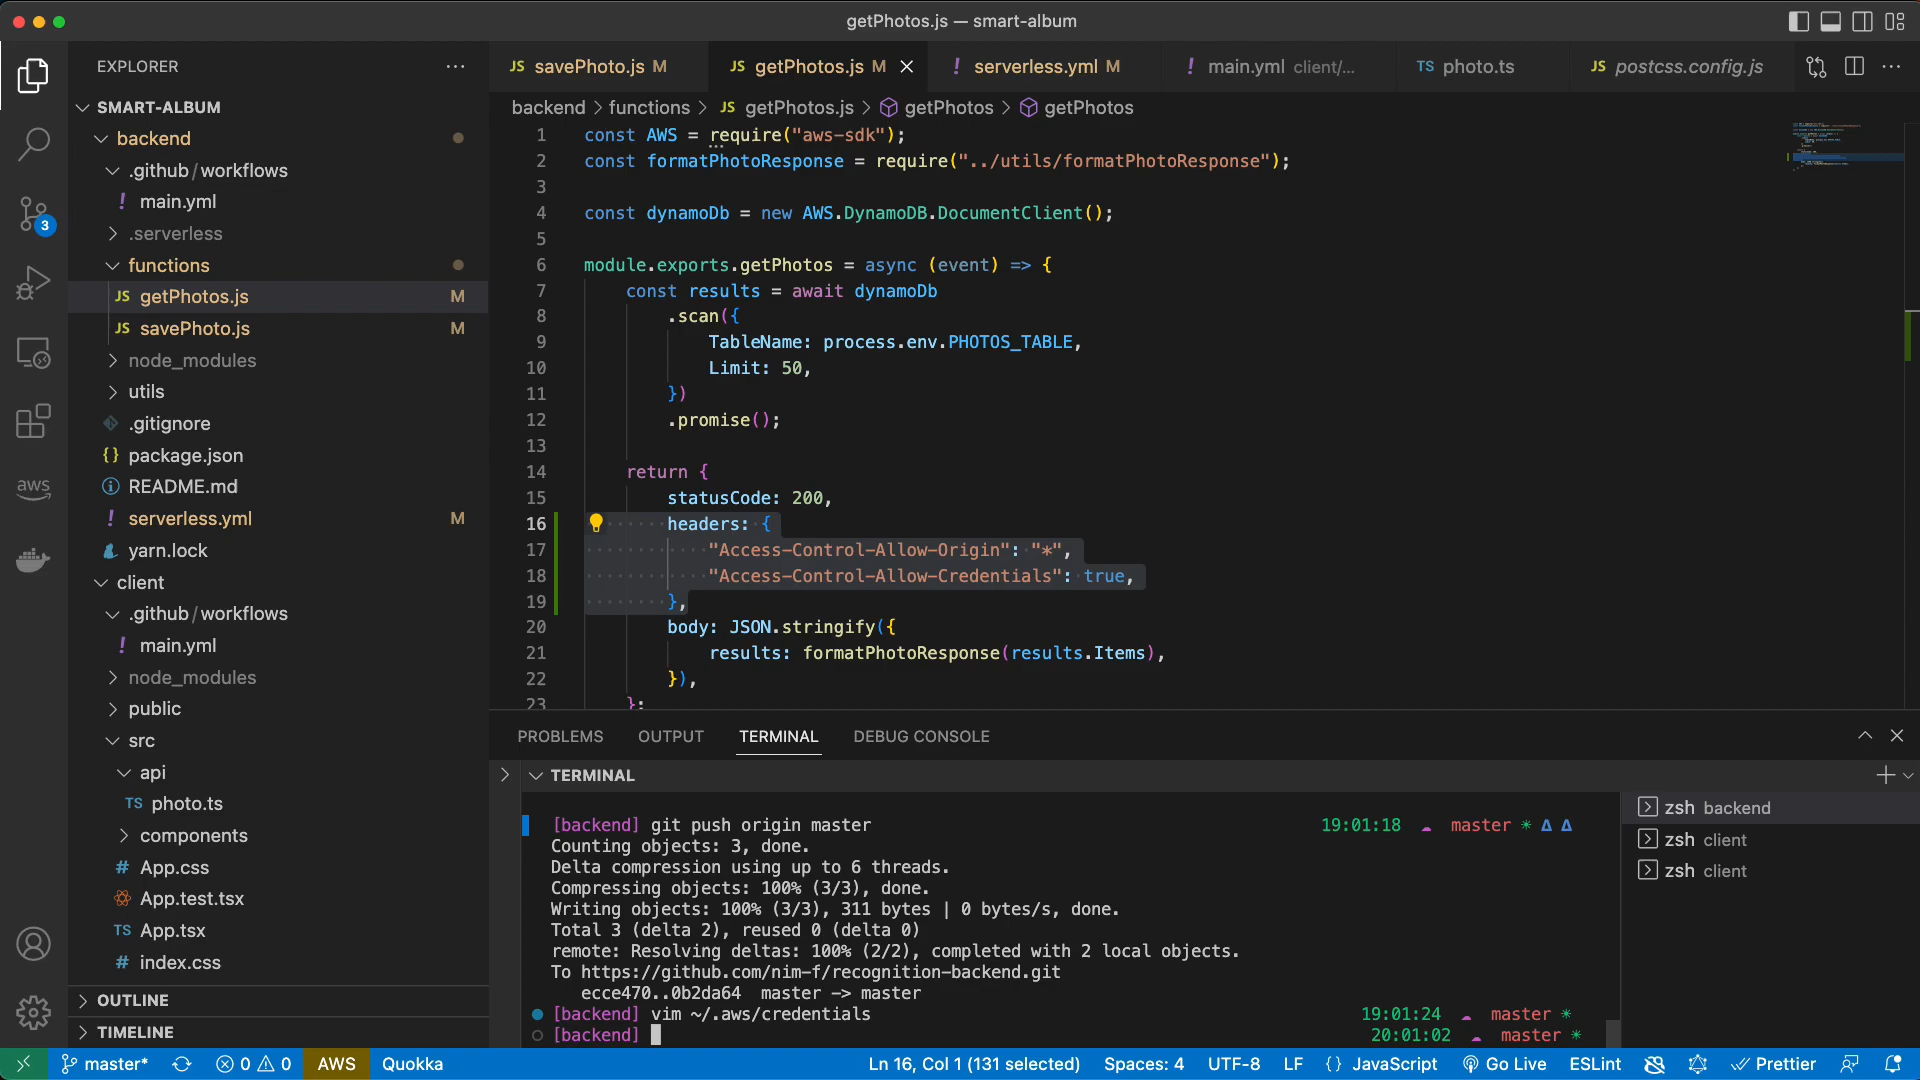 getPhotos.js — smart-album
EXPLORER
SMART-ALBUM
backend
.github/workflows
main.yml
.serverless
functions
JS getPhotos.js M
JS savePhoto.js M
node_modules
utils
.gitignore
{} package.json
README.md
! serverless.yml M
yarn.lock
client
.github/workflows
! main.yml
node_modules
public
src
api
TS photo.ts
components
# App.css
App.test.tsx
TS App.tsx
# index.css
OUTLINE
TIMELINE
3
aws
JS savePhoto.js M
JS getPhotos.js M
! serverless.yml M
! main.yml client/...
TS photo.ts
JS postcss.config.js
backend > functions > JS getPhotos.js > getPhotos > getPhotos
1 const AWS = require("aws-sdk");
2 const formatPhotoResponse = require("../utils/formatPhotoResponse");
3
4 const dynamoDb = new AWS.DynamoDB.DocumentClient();
5
6 module.exports.getPhotos = async (event) => {
7 const results = await dynamoDb
8 .scan({
9 TableName: process.env.PHOTOS_TABLE,
10 Limit: 50,
11 })
12 .promise();
13
14 return {
15 statusCode: 200,
16 headers: {
17 "Access-Control-Allow-Origin": "*",
18 "Access-Control-Allow-Credentials": true,
19 },
20 body: JSON.stringify({
21 results: formatPhotoResponse(results.Items),
22 }),
23 };
PROBLEMS OUTPUT TERMINAL DEBUG CONSOLE
TERMINAL
[backend] git push origin master 19:01:18 master
Counting objects: 3, done.
Delta compression using up to 6 threads.
Compressing objects: 100% (3/3), done.
Writing objects: 100% (3/3), 311 bytes | 0 bytes/s, done.
Total 3 (delta 2), reused 0 (delta 0)
remote: Resolving deltas: 100% (2/2), completed with 2 local objects.
To https://github.com/nim-f/recognition-backend.git
ecce470..0b2da64 master -> master
[backend] vim ~/.aws/credentials 19:01:24 master
[backend] 20:01:02 master
zsh backend
zsh client
zsh client
master* 0 0 AWS Quokka Ln 16, Col 1 (131 selected) Spaces: 4 UTF-8 LF {} JavaScript Go Live ESLint Prettier